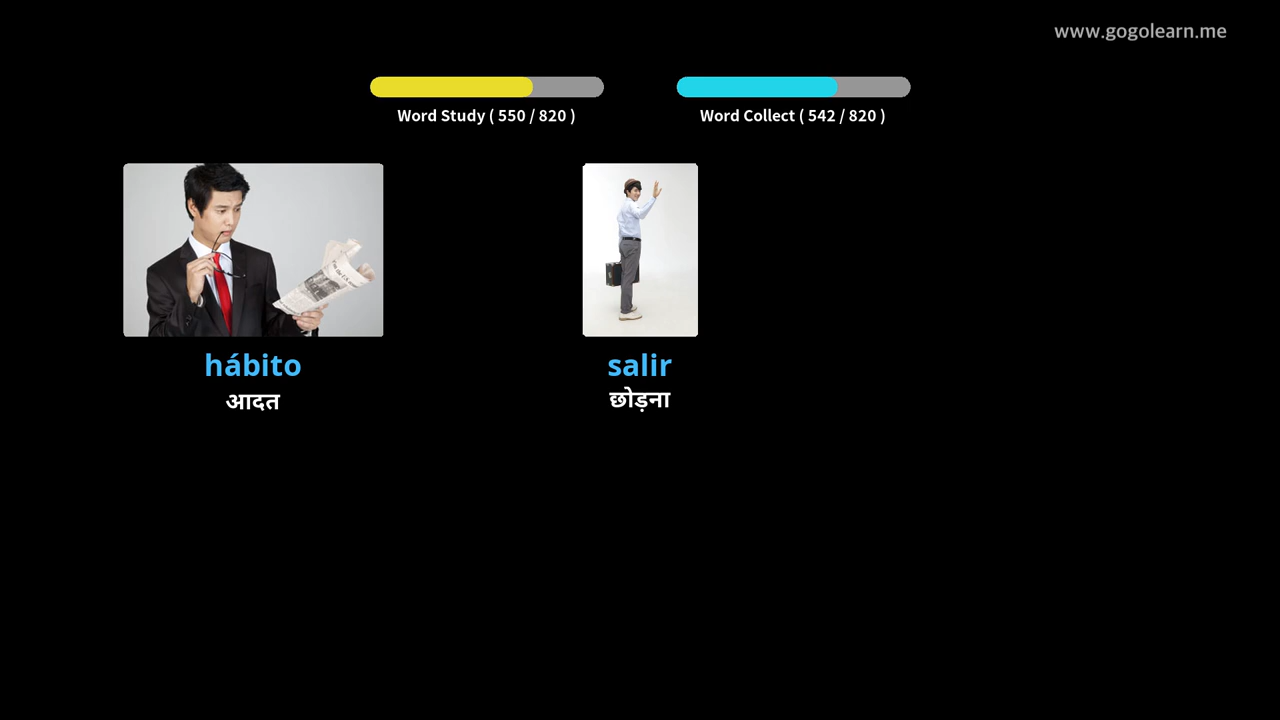 www.gogolearn.me
Word Study ( 550 / 820 )
Word Collect ( 542 / 820 )
hábito
आदत
salir
छोड़ना